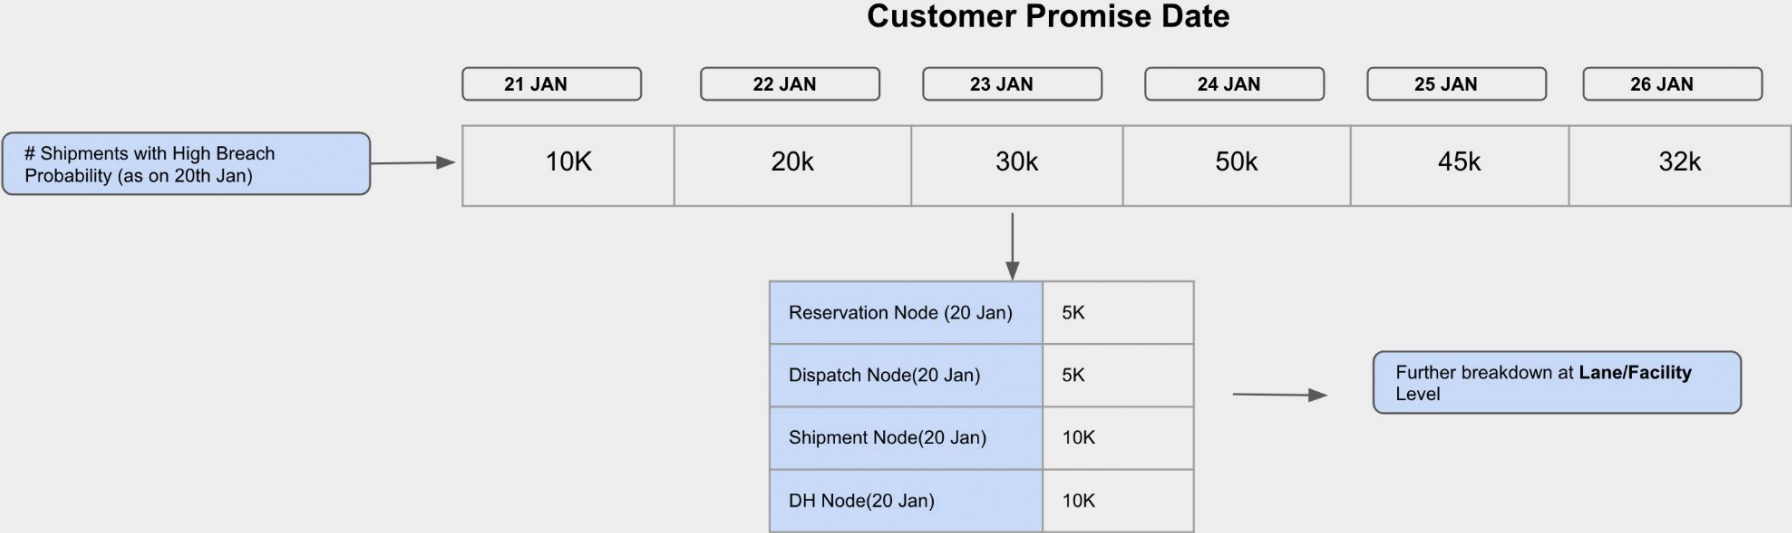 Customer Promise Date
21 JAN
22 JAN
23 JAN
24 JAN
25 JAN
26 JAN
# Shipments with High Breach
Probability (as on 20th Jan)
10K
20k
30k
50k
45k
32k
Reservation Node (20 Jan)
5K
Dispatch Node(20 Jan)
5K
Shipment Node(20 Jan)
10K
DH Node(20 Jan)
10K
Further breakdown at Lane/Facility
Level